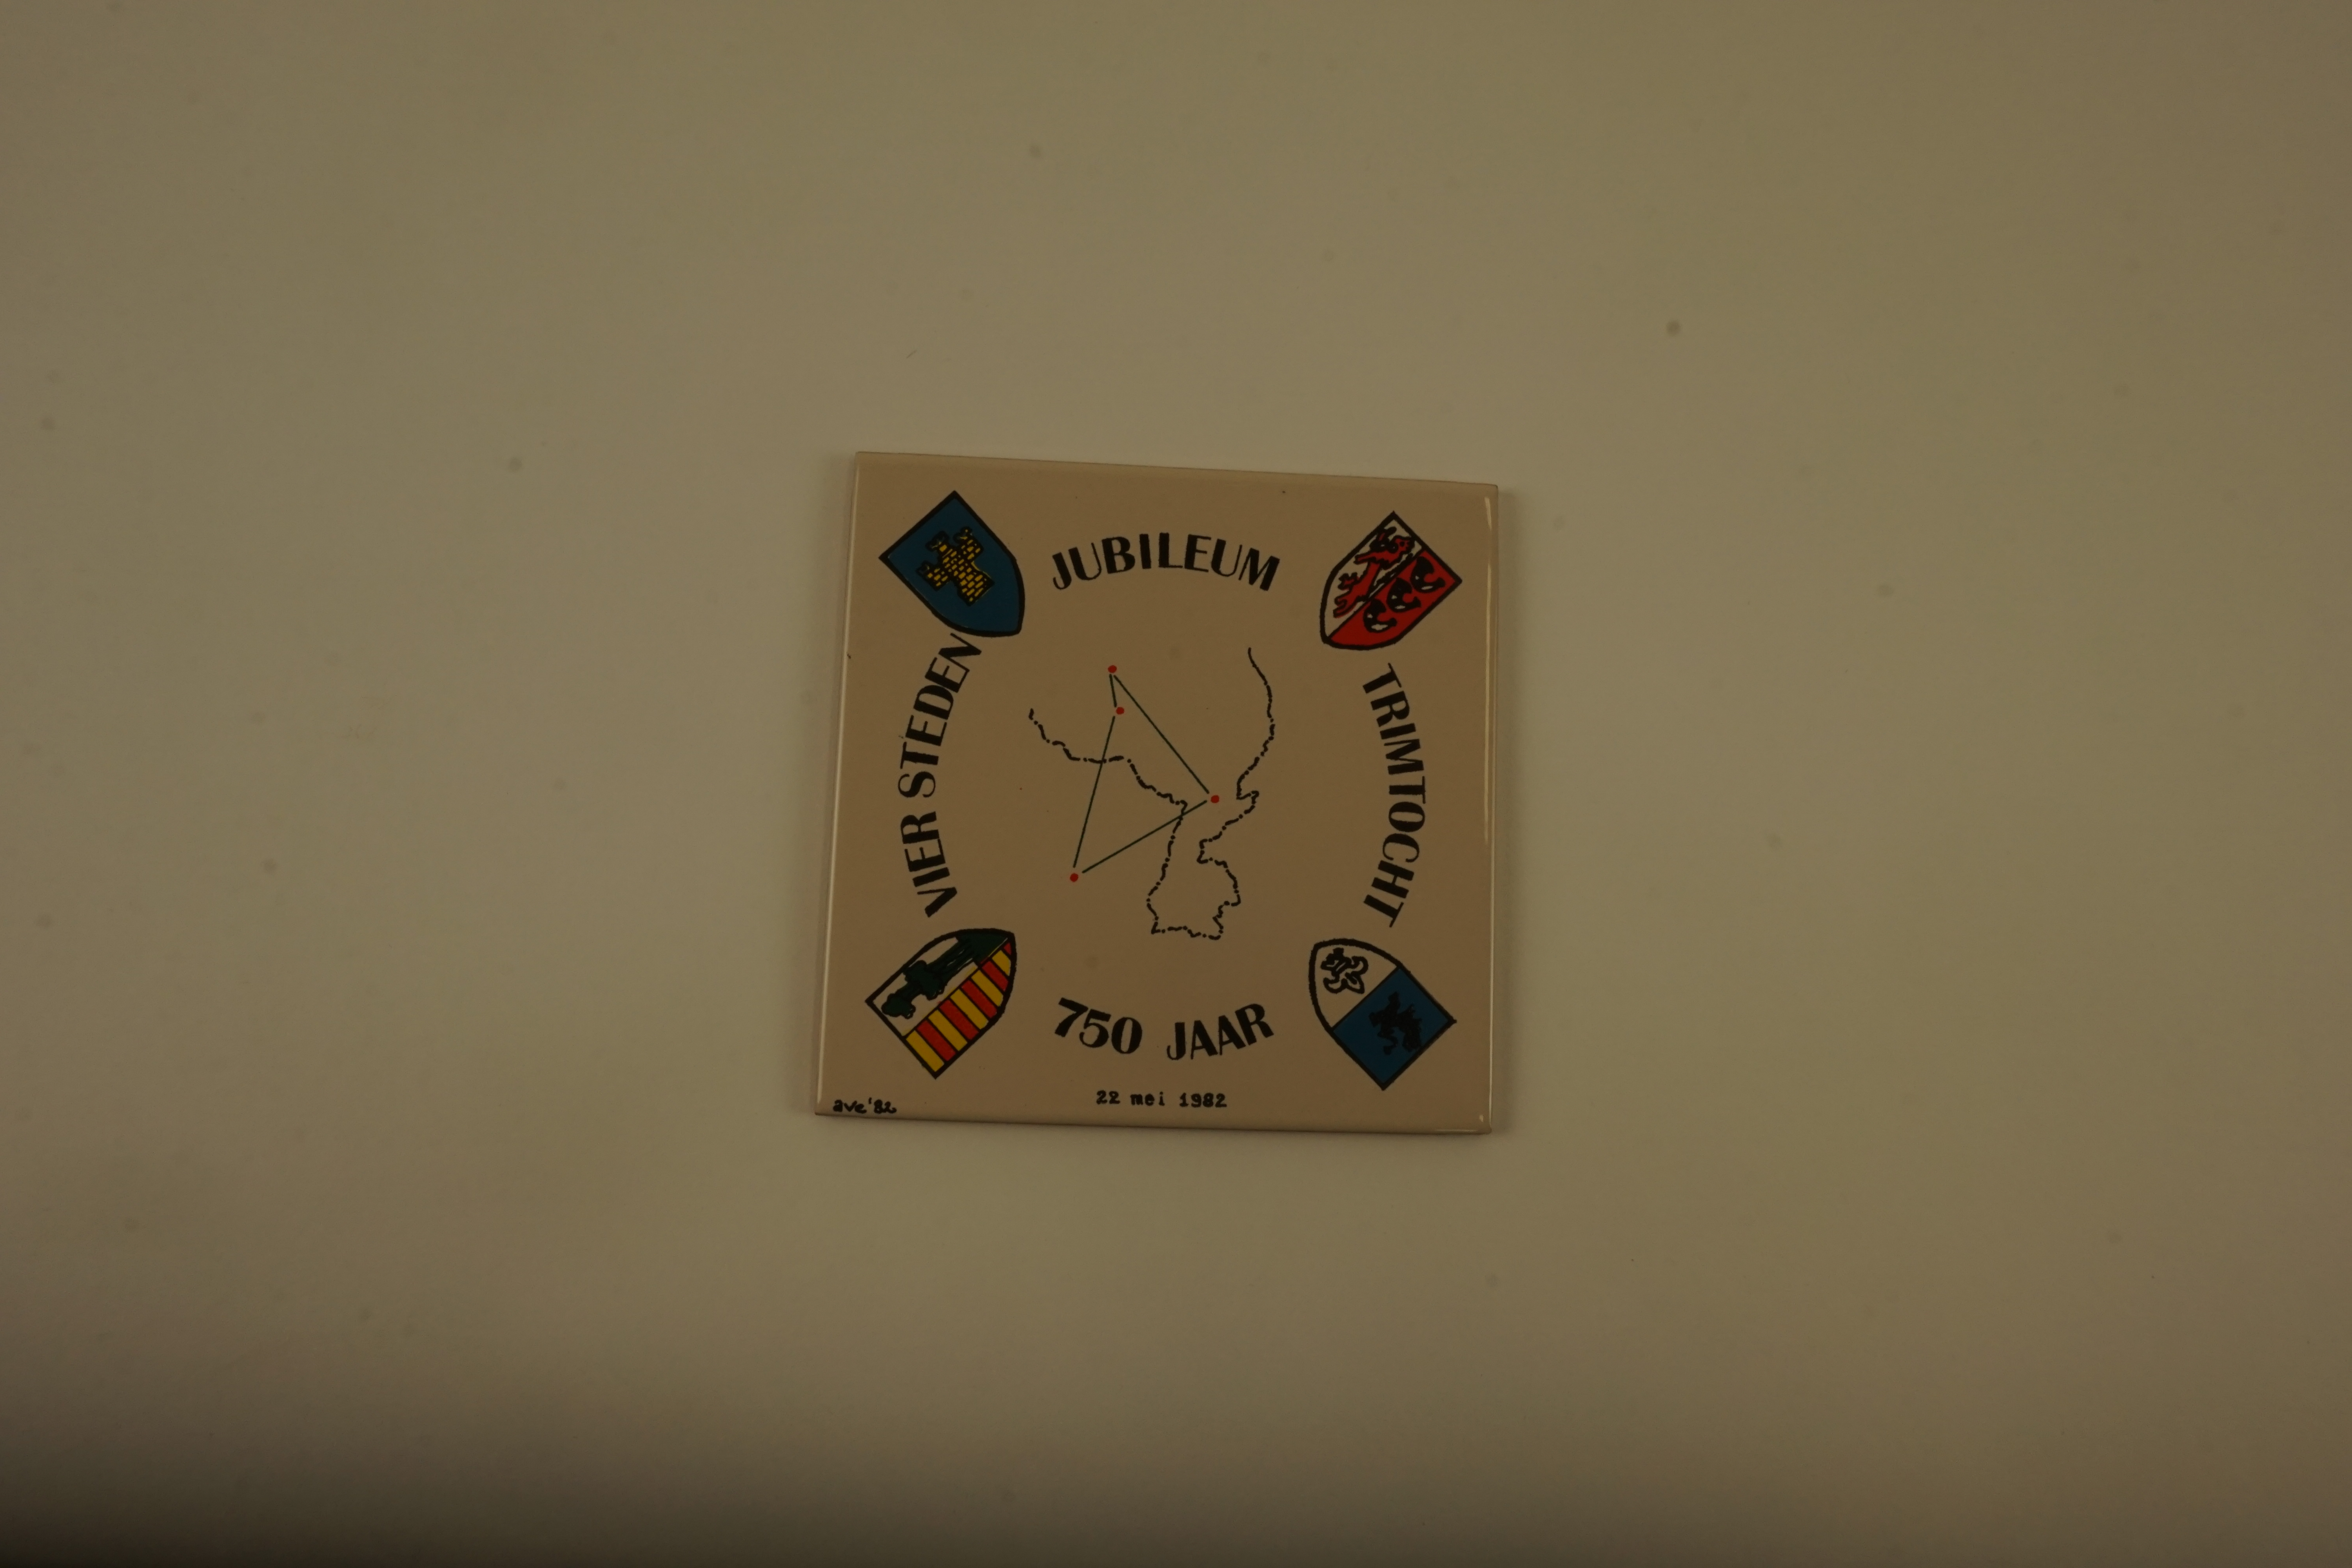 JUBILEUM
VIER STEDEN
TRIMTOCHT
750 JAAR
22 mei 1982
ave '82